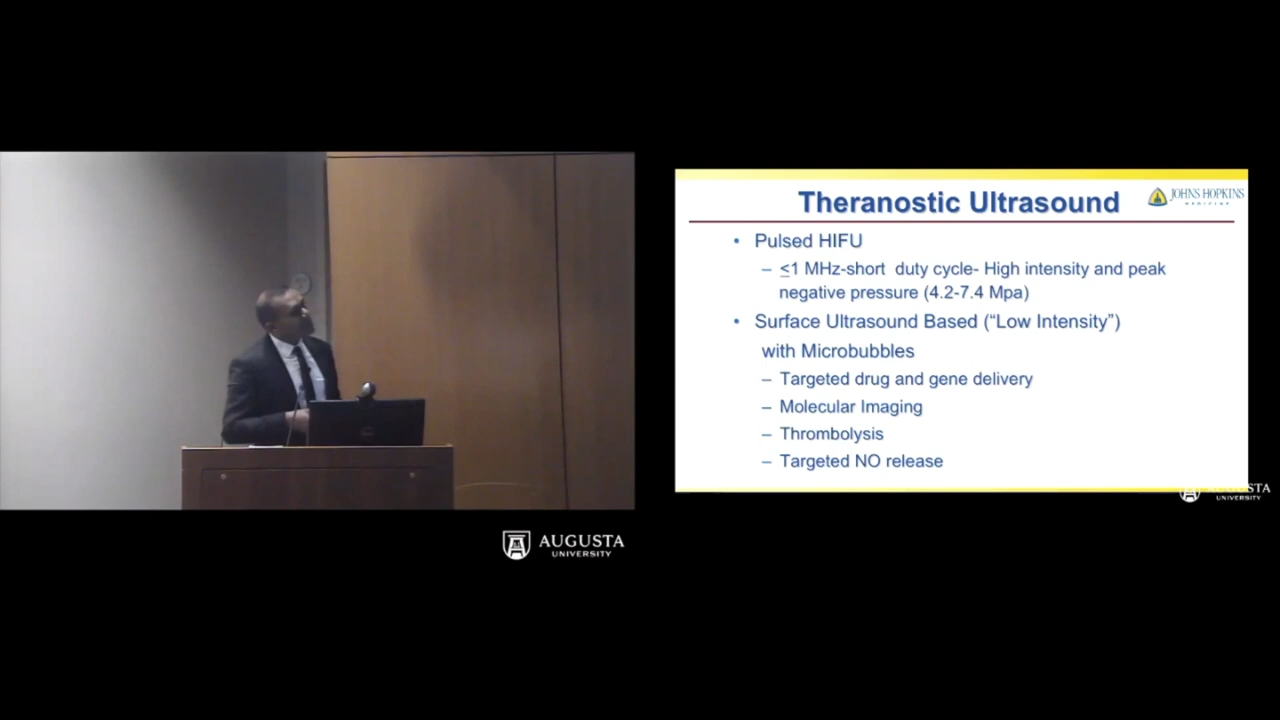 Theranostic Ultrasound
JOHNS HOPKINS
MEDICINE
• Pulsed HIFU
– <1 MHz-short duty cycle- High intensity and peak
negative pressure (4.2-7.4 Mpa)
• Surface Ultrasound Based (“Low Intensity”)
with Microbubbles
– Targeted drug and gene delivery
– Molecular Imaging
– Thrombolysis
– Targeted NO release
UNIVERSITY
AUGUSTA
UNIVERSITY